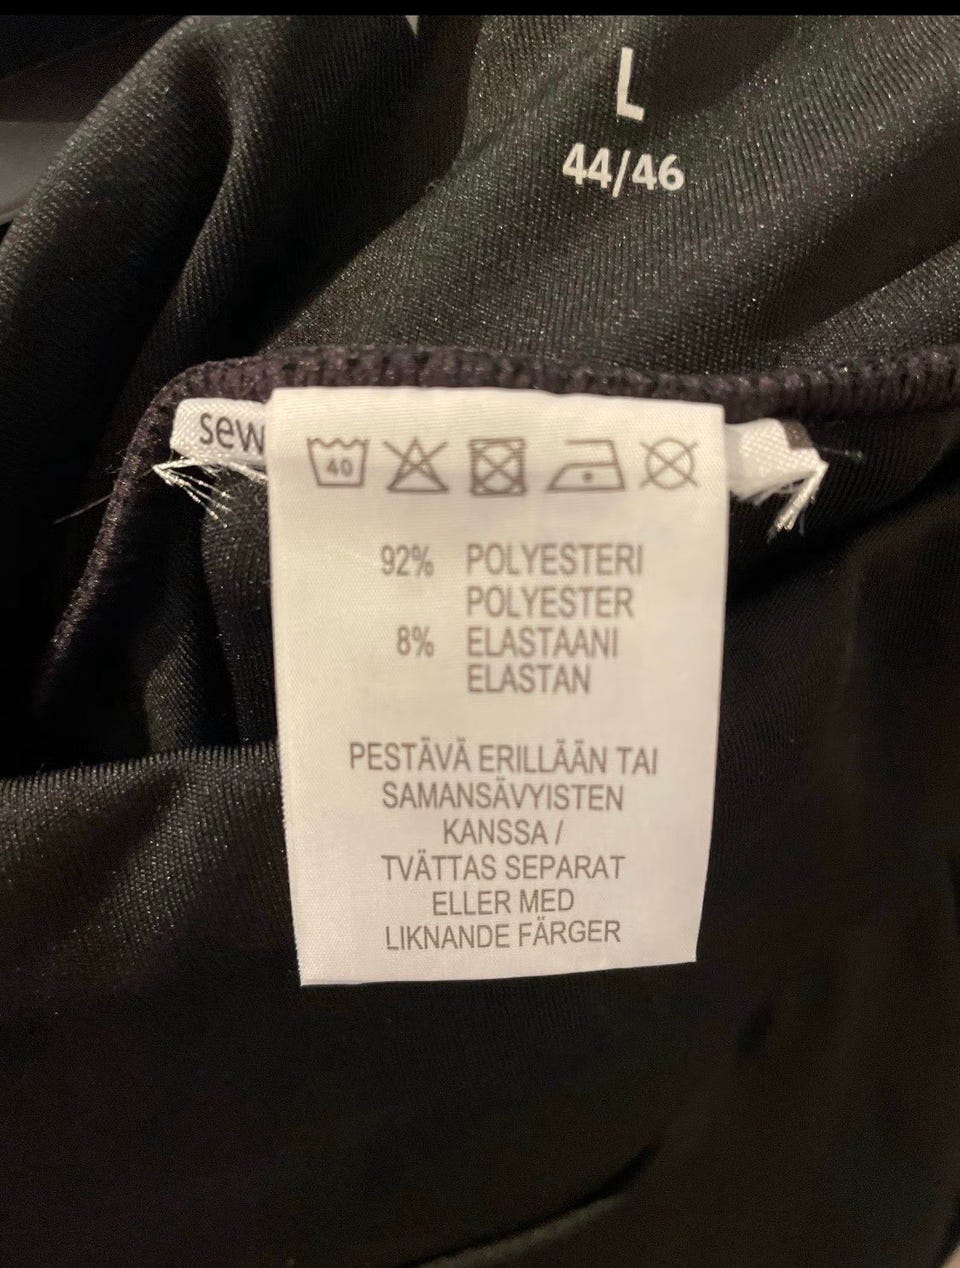 L
44/46
sew
40
92% POLYESTERI
POLYESTER
8% ELASTAANI
ELASTAN
PESTÄVÄ ERILLÄÄN TAI
SAMANSÄVYISTEN
KANSSA /
TVÄTTAS SEPARAT
ELLER MED
LIKNANDE FÄRGER